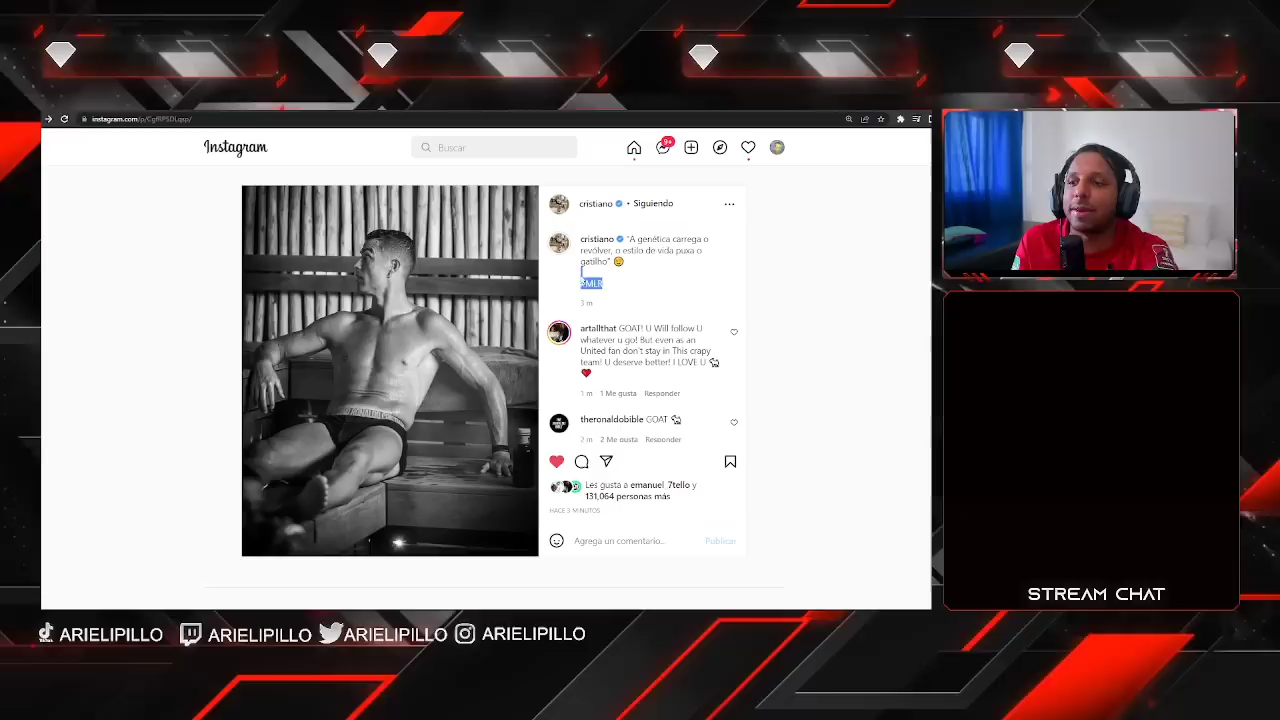 instagram.com/p/CgfRPSDLqsp/
Instagram
Buscar
9+
cristiano • Siguiendo
cristiano "A genética carrega o
revólver, o estilo de vida puxa o
gatilho" 😉
#MLR
3 m
artallthat GOAT! U Will follow U
whatever u go! But even as an
United fan don't stay in This crapy
team! U deserve better! I LOVE U 🐐
❤️
1 m 1 Me gusta Responder
theronaldobible GOAT 🐐
2 m 2 Me gusta Responder
Les gusta a emanuel_7tello y
131,064 personas más
HACE 3 MINUTOS
Agrega un comentario...
Publicar
STREAM CHAT
ARIELIPILLO ARIELIPILLO ARIELIPILLO ARIELIPILLO